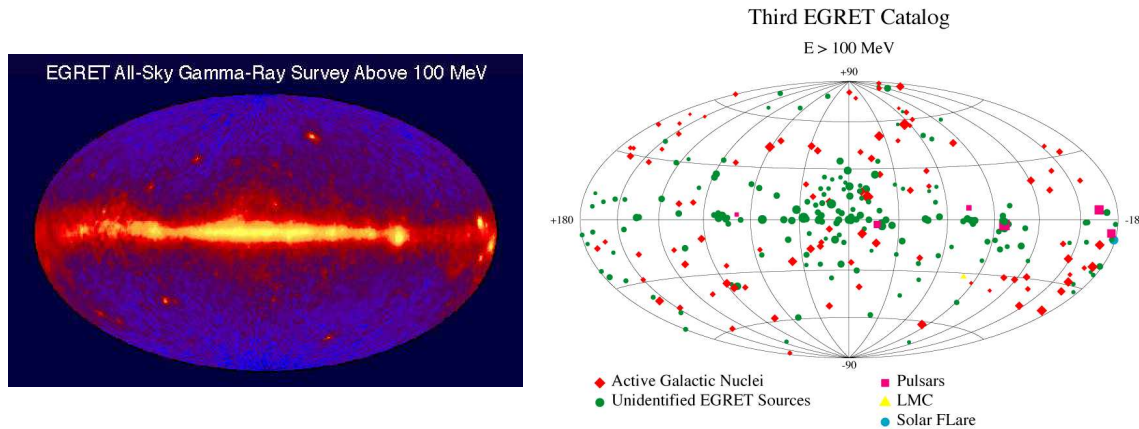 EGRET All-Sky Gamma-Ray Survey Above 100 MeV
Third EGRET Catalog
E > 100 MeV
+90
+180
-18
-90
Active Galactic Nuclei
Unidentified EGRET Sources
Pulsars
LMC
Solar FLare